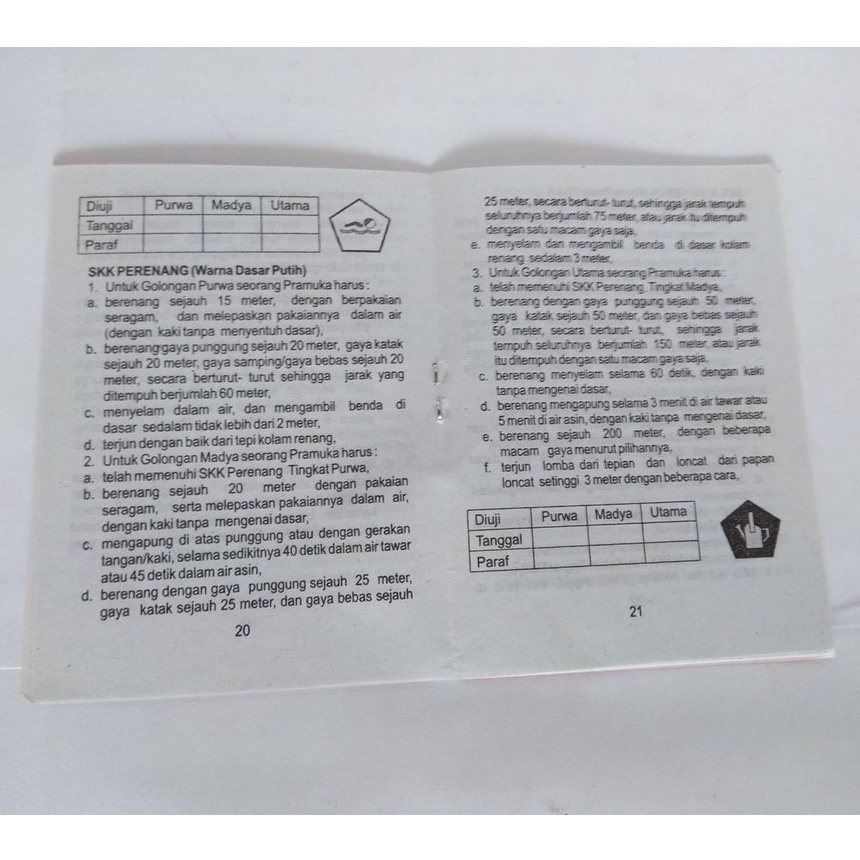 Diuji Purwa Madya Utama
Tanggal
Paraf
SKK PERENANG (Warna Dasar Putih)
1. Untuk Golongan Purwa seorang Pramuka harus :
a. berenang sejauh 15 meter, dengan berpakaian
seragam, dan melepaskan pakaiannya dalam air
(dengan kaki tanpa menyentuh dasar),
b. berenang gaya punggung sejauh 20 meter, gaya katak
sejauh 20 meter, gaya samping/gaya bebas sejauh 20
meter, secara berturut- turut sehingga jarak yang
ditempuh berjumlah 60 meter,
c. menyelam dalam air, dan mengambil benda di
dasar sedalam tidak lebih dari 2 meter,
d. terjun dengan baik dari tepi kolam renang,
2. Untuk Golongan Madya seorang Pramuka harus :
a. telah memenuhi SKK Perenang Tingkat Purwa,
b. berenang sejauh 20 meter dengan pakaian
seragam, serta melepaskan pakaiannya dalam air,
dengan kaki tanpa mengenai dasar,
c. mengapung di atas punggung atau dengan gerakan
tangan/kaki, selama sedikitnya 40 detik dalam air tawar
atau 45 detik dalam air asin,
d. berenang dengan gaya punggung sejauh 25 meter,
gaya katak sejauh 25 meter, dan gaya bebas sejauh
20
25 meter, secara berturut- turut, sehingga jarak tempuh
seluruhnya berjumlah 75 meter, atau jarak itu ditempuh
dengan satu macam gaya saja,
e. menyelam dan mengambil benda di dasar kolam
renang sedalam 3 meter,
3. Untuk Golongan Utama seorang Pramuka harus :
a. telah memenuhi SKK Perenang Tingkat Madya,
b. berenang dengan gaya punggung sejauh 50 meter,
gaya katak sejauh 50 meter, dan gaya bebas sejauh
50 meter, secara berturut- turut, sehingga jarak
tempuh seluruhnya berjumlah 150 meter, atau jarak
itu ditempuh dengan satu macam gaya saja,
c. berenang menyelam selama 60 detik, dengan kaki
tanpa mengenai dasar,
d. berenang mengapung selama 3 menit di air tawar atau
5 menit di air asin, dengan kaki tanpa mengenai dasar,
e. berenang sejauh 200 meter, dengan beberapa
macam gaya menurut pilihannya,
f. terjun lomba dari tepian dan loncat dari papan
loncat setinggi 3 meter dengan beberapa cara,
Diuji Purwa Madya Utama
Tanggal
Paraf
21